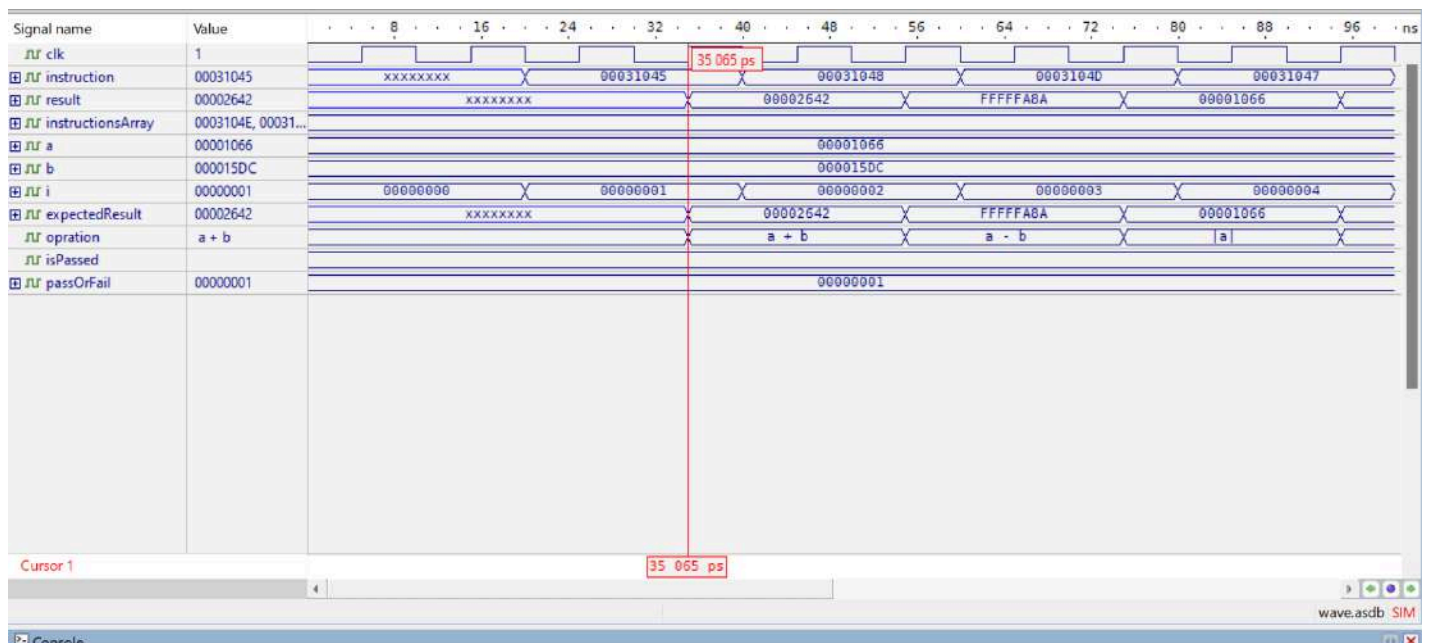 Signal name Value 8 16 24 32 40 48 56 64 72 80 88 96 ns
clk 1 35 065 ps
instruction 00031045 xxxxxxxx 00031045 00031048 0003104D 00031047
result 00002642 xxxxxxxx 00002642 FFFFFA8A 00001066
instructionsArray 0003104E, 00031...
a 00001066 00001066
b 000015DC 000015DC
i 00000001 00000000 00000001 00000002 00000003 00000004
expectedResult 00002642 xxxxxxxx 00002642 FFFFFA8A 00001066
opration a + b a + b a - b |a|
isPassed
passOrFail 00000001 00000001
Cursor 1 35 065 ps
wave.asdb SIM
Console